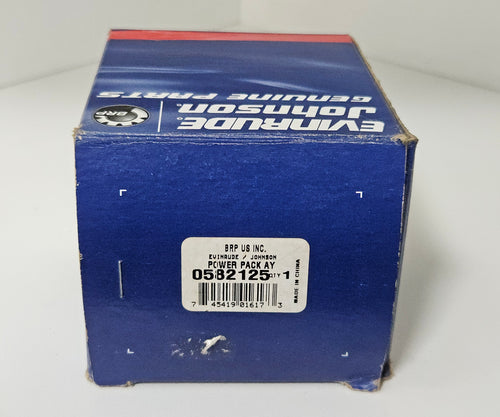 EVINRUDE
Johnson
GENUINE PARTS
BRP
BRP US INC.
EVINRUDE / JOHNSON
POWER PACK AY
0582125 QTY 1
7 45419 01617 3
MADE IN CHINA